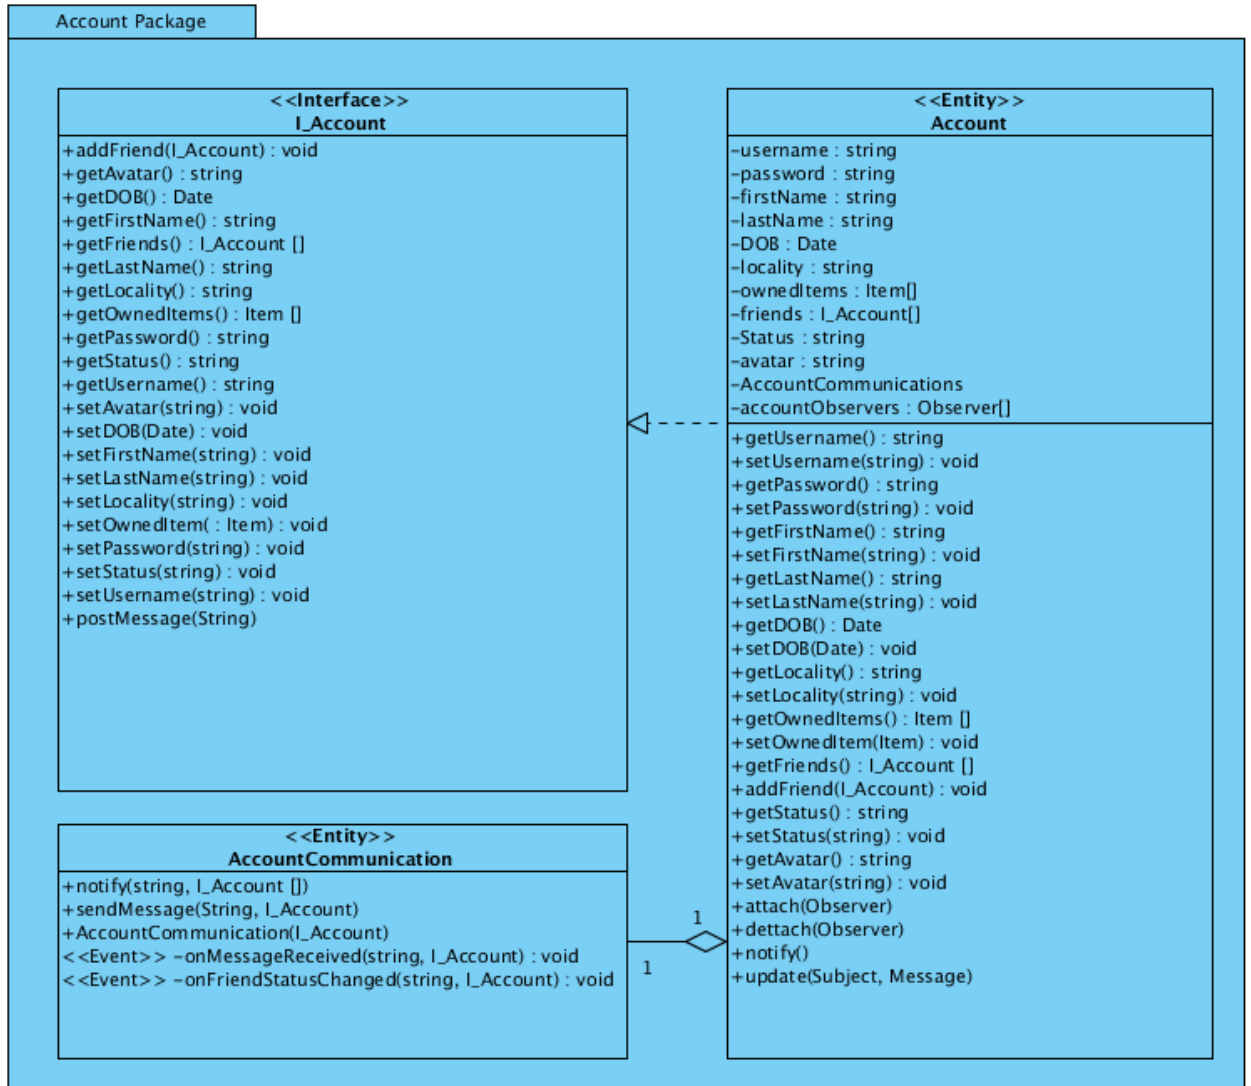 Account Package
<<Interface>>
I_Account
+addFriend(I_Account) : void
+getAvatar() : string
+getDOB() : Date
+getFirstName() : string
+getFriends() : I_Account []
+getLastName() : string
+getLocality() : string
+getOwnedItems() : Item []
+getPassword() : string
+getStatus() : string
+getUsername() : string
+setAvatar(string) : void
+setDOB(Date) : void
+setFirstName(string) : void
+setLastName(string) : void
+setLocality(string) : void
+setOwnedItem( : Item) : void
+setPassword(string) : void
+setStatus(string) : void
+setUsername(string) : void
+postMessage(String)
<<Entity>>
AccountCommunication
+notify(string, I_Account [])
+sendMessage(String, I_Account)
+AccountCommunication(I_Account)
<<Event>> -onMessageReceived(string, I_Account) : void
<<Event>> -onFriendStatusChanged(string, I_Account) : void
1
1
<<Entity>>
Account
-username : string
-password : string
-firstName : string
-lastName : string
-DOB : Date
-locality : string
-ownedItems : Item[]
-friends : I_Account[]
-Status : string
-avatar : string
-AccountCommunications
-accountObservers : Observer[]
+getUsername() : string
+setUsername(string) : void
+getPassword() : string
+setPassword(string) : void
+getFirstName() : string
+setFirstName(string) : void
+getLastName() : string
+setLastName(string) : void
+getDOB() : Date
+setDOB(Date) : void
+getLocality() : string
+setLocality(string) : void
+getOwnedItems() : Item []
+setOwnedItem(Item) : void
+getFriends() : I_Account []
+addFriend(I_Account) : void
+getStatus() : string
+setStatus(string) : void
+getAvatar() : string
+setAvatar(string) : void
+attach(Observer)
+dettach(Observer)
+notify()
+update(Subject, Message)